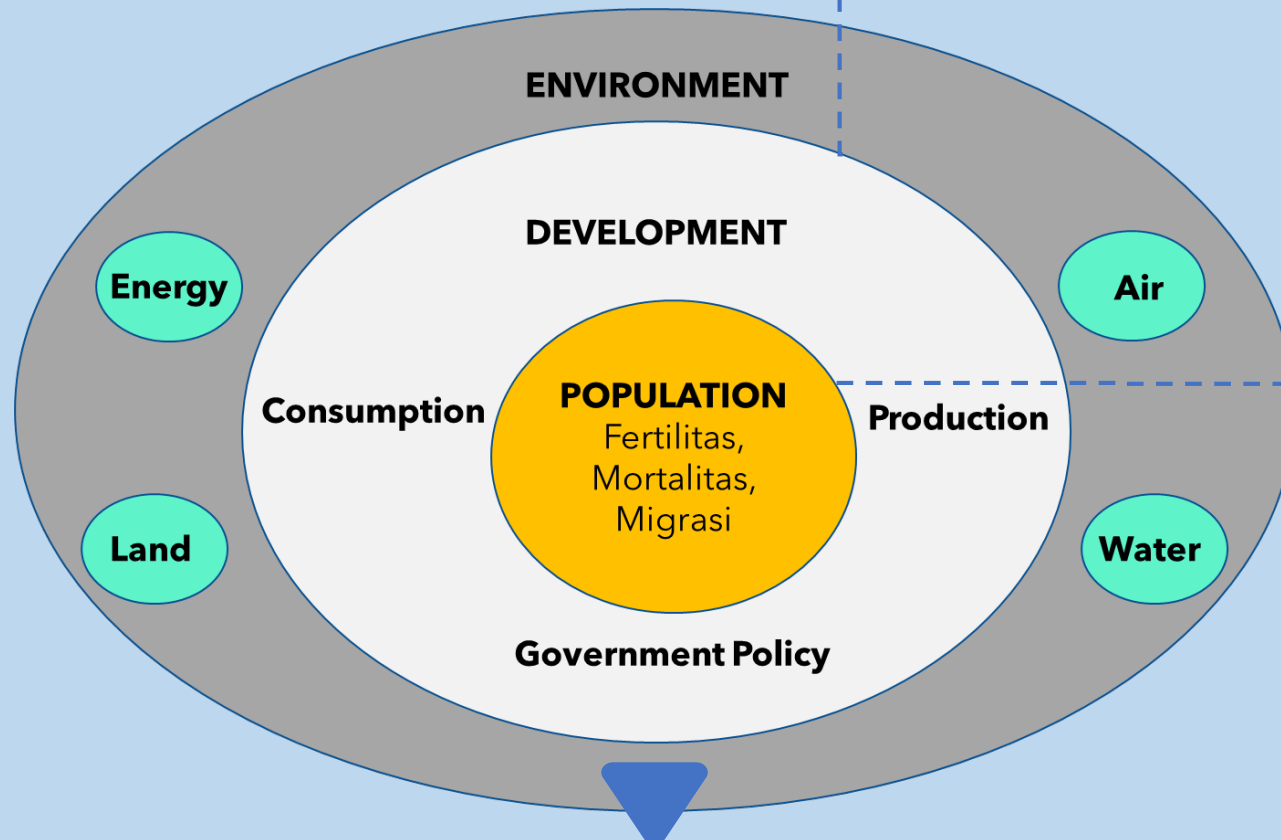 ENVIRONMENT
DEVELOPMENT
Energy
Air
Consumption
POPULATION
Fertilitas,
Mortalitas,
Migrasi
Production
Land
Water
Government Policy